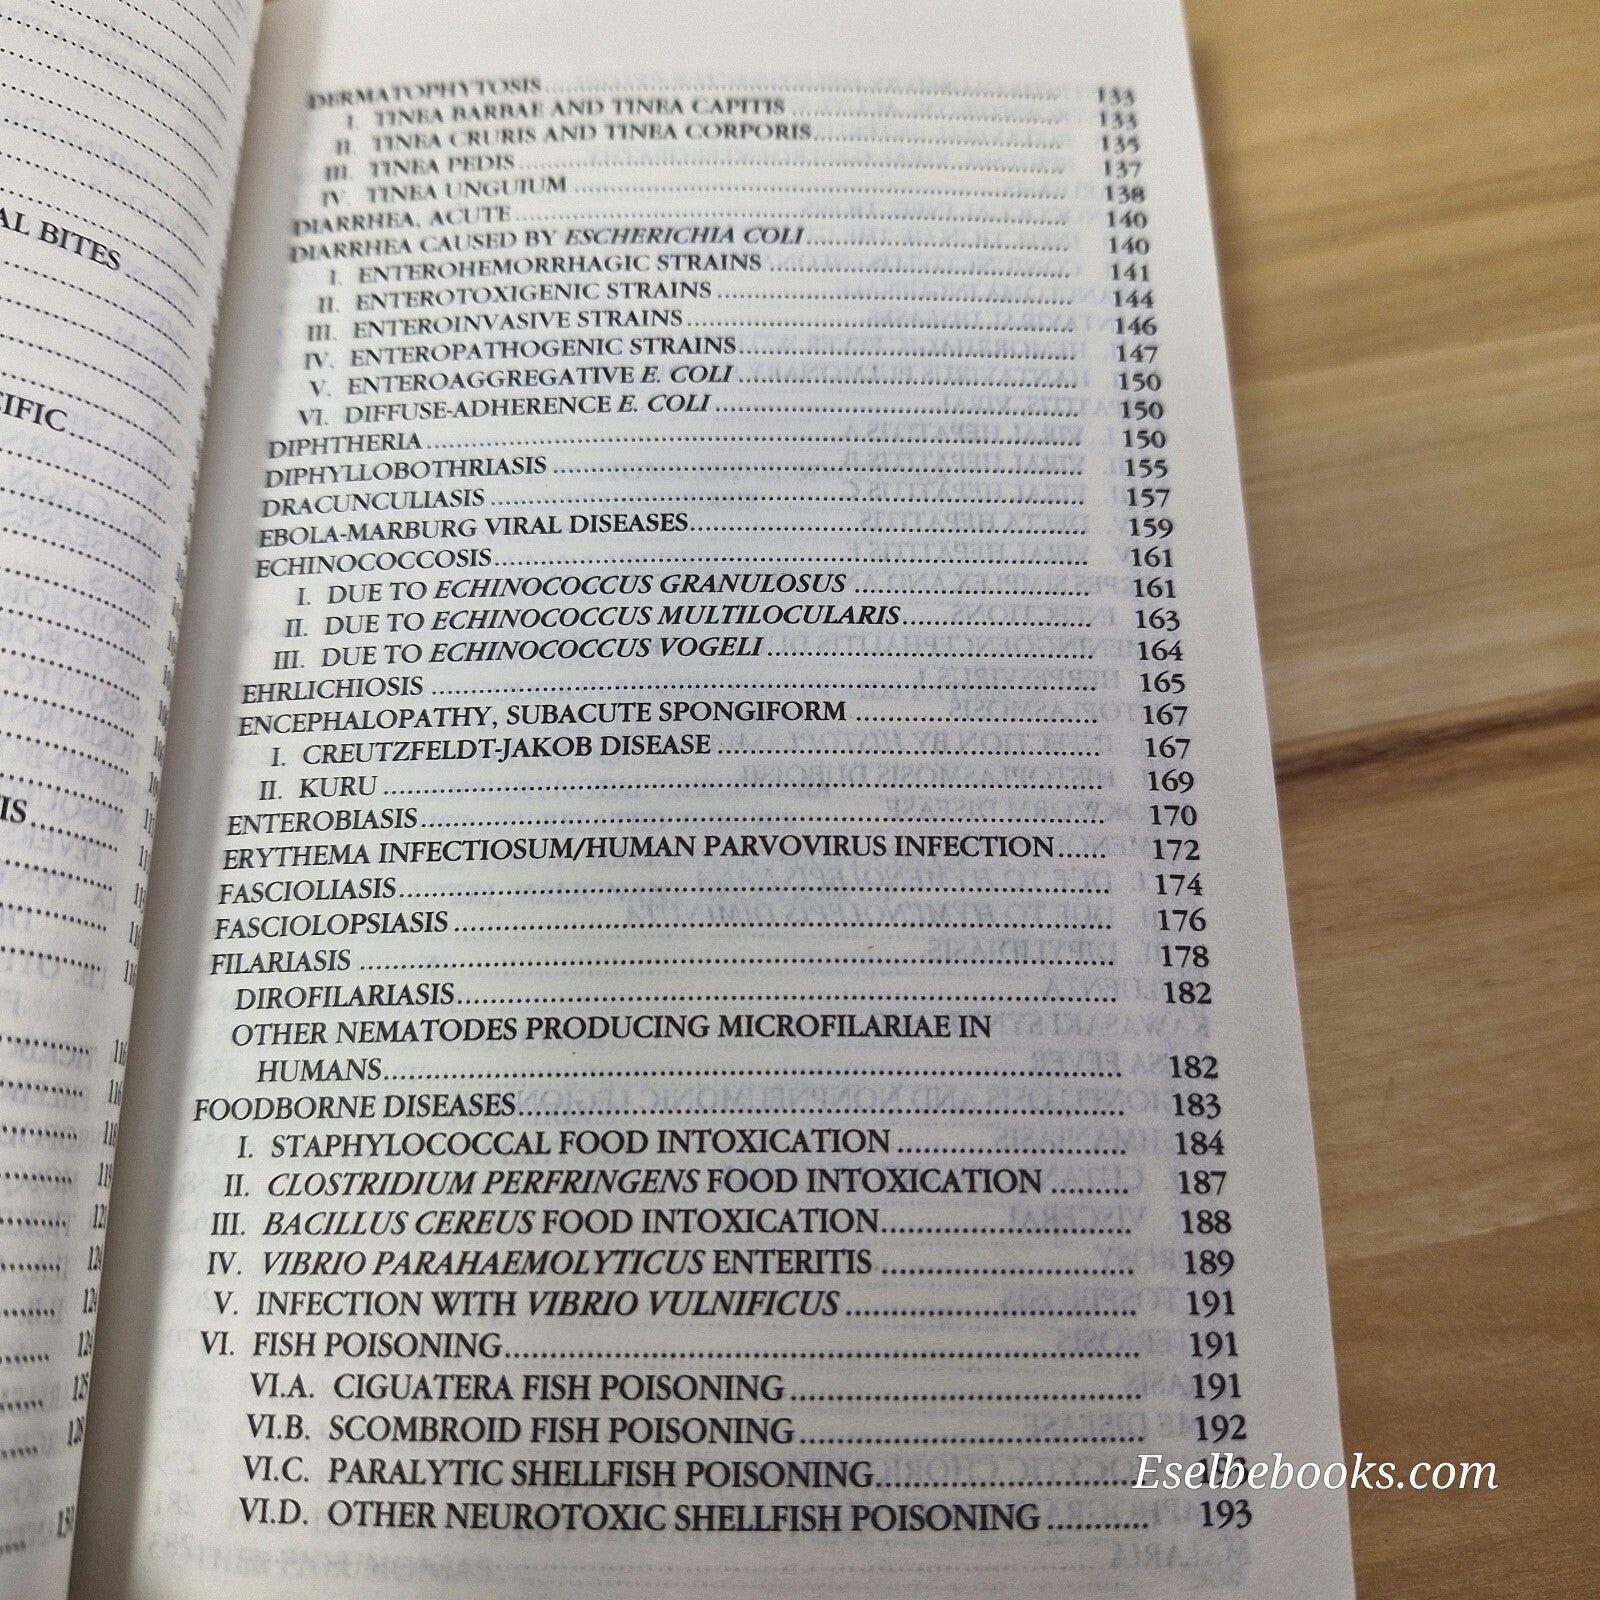 AL BITES
CIFIC
TIS
DERMATOPHYTOSIS 133
I. TINEA BARBAE AND TINEA CAPITIS 133
II. TINEA CRURIS AND TINEA CORPORIS 135
III. TINEA PEDIS 137
IV. TINEA UNGUIUM 138
DIARRHEA, ACUTE 140
DIARRHEA CAUSED BY ESCHERICHIA COLI 140
I. ENTEROHEMORRHAGIC STRAINS 141
II. ENTEROTOXIGENIC STRAINS 144
III. ENTEROINVASIVE STRAINS 146
IV. ENTEROPATHOGENIC STRAINS 147
V. ENTEROAGGREGATIVE E. COLI 150
VI. DIFFUSE-ADHERENCE E. COLI 150
DIPHTHERIA 150
DIPHYLLOBOTHRIASIS 155
DRACUNCULIASIS 157
EBOLA-MARBURG VIRAL DISEASES 159
ECHINOCOCCOSIS 161
I. DUE TO ECHINOCOCCUS GRANULOSUS 161
II. DUE TO ECHINOCOCCUS MULTILOCULARIS 163
III. DUE TO ECHINOCOCCUS VOGELI 164
EHRLICHIOSIS 165
ENCEPHALOPATHY, SUBACUTE SPONGIFORM 167
I. CREUTZFELDT-JAKOB DISEASE 167
II. KURU 169
ENTEROBIASIS 170
ERYTHEMA INFECTIOSUM/HUMAN PARVOVIRUS INFECTION 172
FASCIOLIASIS 174
FASCIOLOPSIASIS 176
FILARIASIS 178
DIROFILARIASIS 182
OTHER NEMATODES PRODUCING MICROFILARIAE IN
HUMANS 182
FOODBORNE DISEASES 183
I. STAPHYLOCOCCAL FOOD INTOXICATION 184
II. CLOSTRIDIUM PERFRINGENS FOOD INTOXICATION 187
III. BACILLUS CEREUS FOOD INTOXICATION 188
IV. VIBRIO PARAHAEMOLYTICUS ENTERITIS 189
V. INFECTION WITH VIBRIO VULNIFICUS 191
VI. FISH POISONING 191
VI.A. CIGUATERA FISH POISONING 191
VI.B. SCOMBROID FISH POISONING 192
VI.C. PARALYTIC SHELLFISH POISONING
VI.D. OTHER NEUROTOXIC SHELLFISH POISONING 193
Eselbebooks.com